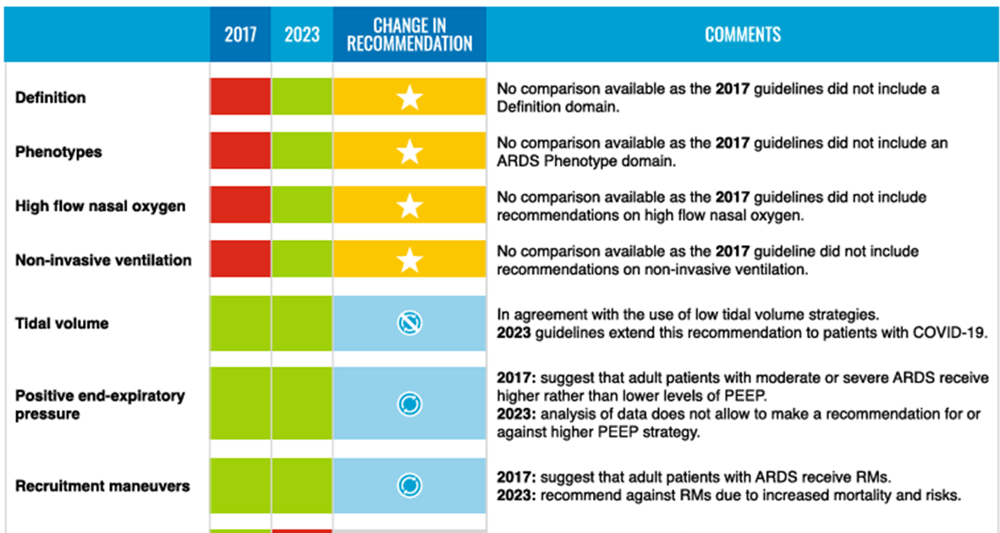 2017
2023
CHANGE IN
RECOMMENDATION
COMMENTS
Definition
No comparison available as the 2017 guidelines did not include a
Definition domain.
Phenotypes
No comparison available as the 2017 guidelines did not include an
ARDS Phenotype domain.
High flow nasal oxygen
No comparison available as the 2017 guidelines did not include
recommendations on high flow nasal oxygen.
Non-invasive ventilation
No comparison available as the 2017 guideline did not include
recommendations on non-invasive ventilation.
Tidal volume
In agreement with the use of low tidal volume strategies.
2023 guidelines extend this recommendation to patients with COVID-19.
Positive end-expiratory
pressure
2017: suggest that adult patients with moderate or severe ARDS receive
higher rather than lower levels of PEEP.
2023: analysis of data does not allow to make a recommendation for or
against higher PEEP strategy.
Recruitment maneuvers
2017: suggest that adult patients with ARDS receive RMs.
2023: recommend against RMs due to increased mortality and risks.